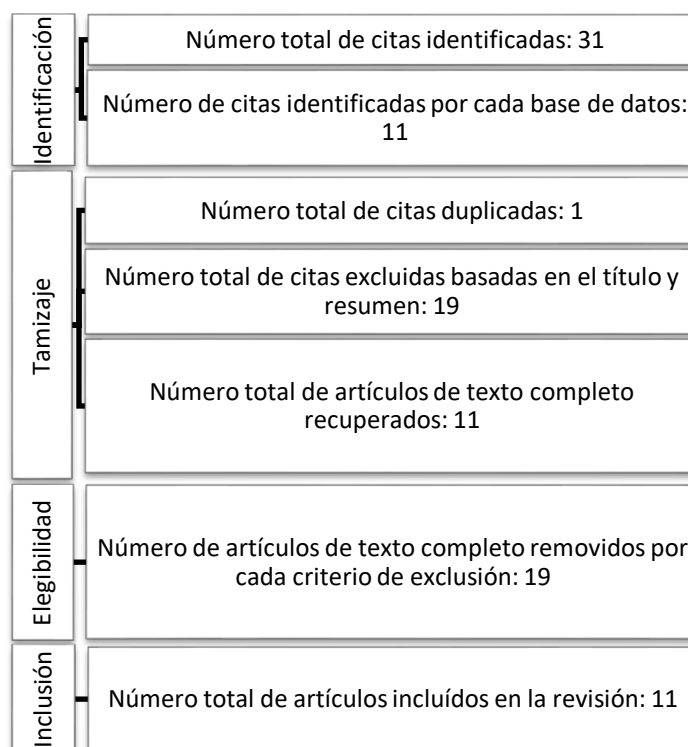 Identificación
Número total de citas identificadas: 31
Número de citas identificadas por cada base de datos:
11
Tamizaje
Número total de citas duplicadas: 1
Número total de citas excluidas basadas en el título y
resumen: 19
Número total de artículos de texto completo
recuperados: 11
Elegibilidad
Número de artículos de texto completo removidos por
cada criterio de exclusión: 19
Inclusión
Número total de artículos incluídos en la revisión: 11